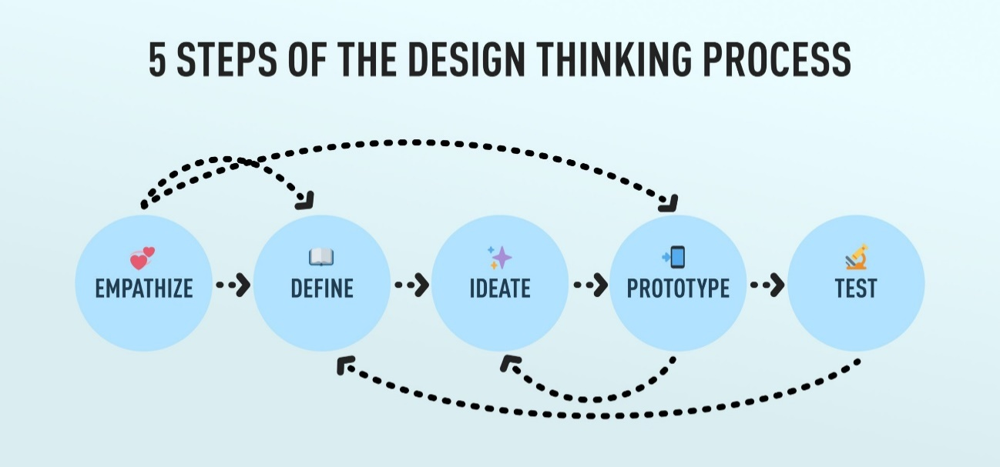 5 STEPS OF THE DESIGN THINKING PROCESS
EMPATHIZE
DEFINE
IDEATE
PROTOTYPE
TEST